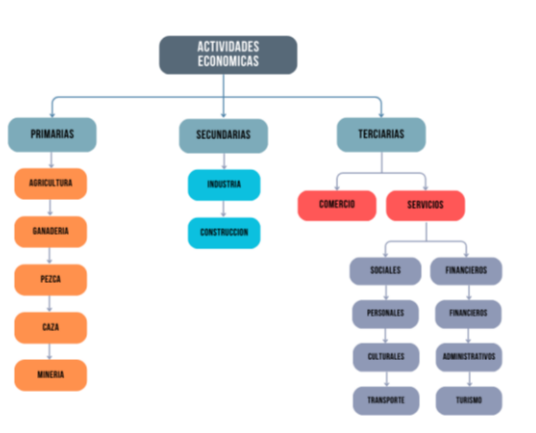 ACTIVIDADES
ECONOMICAS
PRIMARIAS
SECUNDARIAS
TERCIARIAS
AGRICULTURA
GANADERIA
PEZCA
CAZA
MINERIA
INDUSTRIA
CONSTRUCCION
COMERCIO
SERVICIOS
SOCIALES
PERSONALES
CULTURALES
TRANSPORTE
FINANCIEROS
FINANCIEROS
ADMINISTRATIVOS
TURISMO